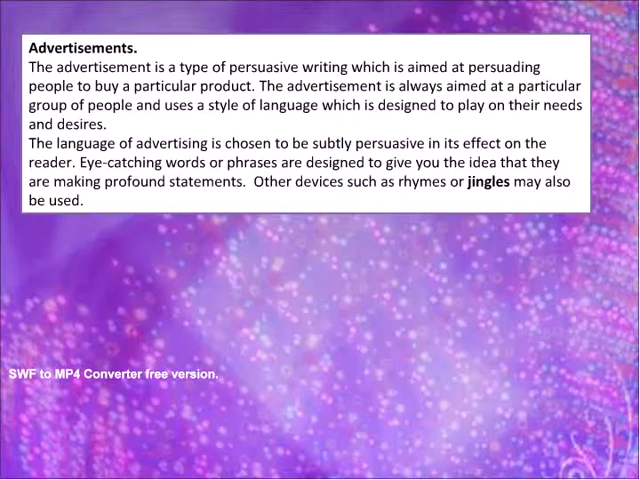 Advertisements.
The advertisement is a type of persuasive writing which is aimed at persuading
people to buy a particular product. The advertisement is always aimed at a particular
group of people and uses a style of language which is designed to play on their needs
and desires.
The language of advertising is chosen to be subtly persuasive in its effect on the
reader. Eye-catching words or phrases are designed to give you the idea that they
are making profound statements.  Other devices such as rhymes or jingles may also
be used.
SWF to MP4 Converter free version.